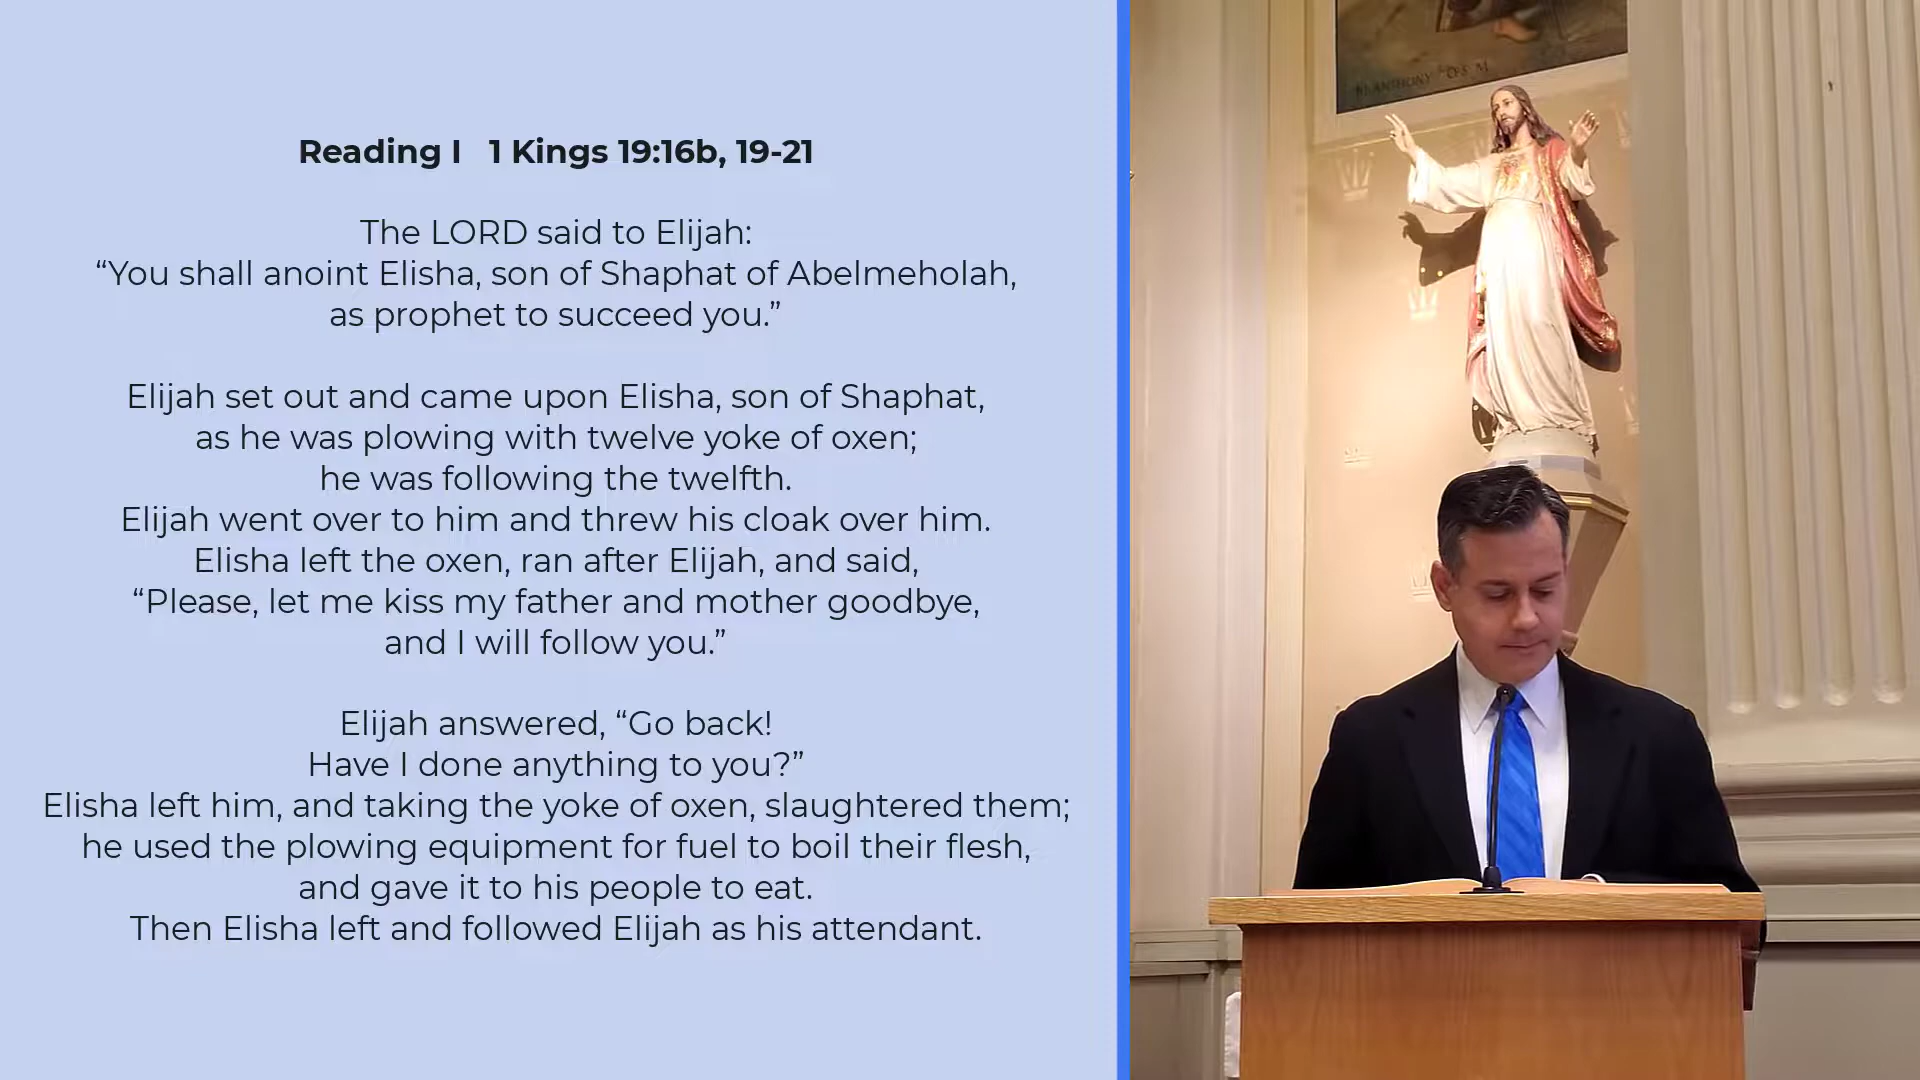 Reading I 1 Kings 19:16b, 19-21
The LORD said to Elijah:
“You shall anoint Elisha, son of Shaphat of Abelmeholah,
as prophet to succeed you.”
Elijah set out and came upon Elisha, son of Shaphat,
as he was plowing with twelve yoke of oxen;
he was following the twelfth.
Elijah went over to him and threw his cloak over him.
Elisha left the oxen, ran after Elijah, and said,
“Please, let me kiss my father and mother goodbye,
and I will follow you.”
Elijah answered, “Go back!
Have I done anything to you?”
Elisha left him, and taking the yoke of oxen, slaughtered them;
he used the plowing equipment for fuel to boil their flesh,
and gave it to his people to eat.
Then Elisha left and followed Elijah as his attendant.
ANTHONY